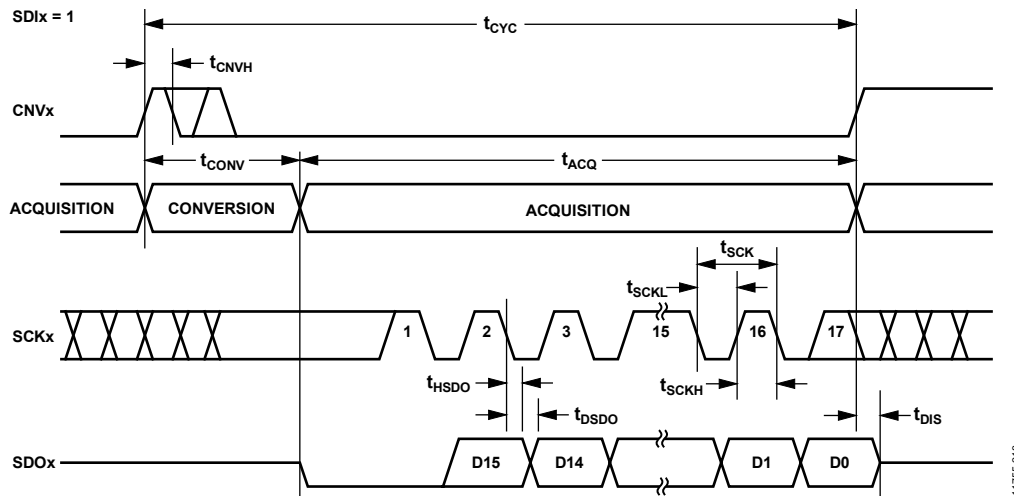 SDIx = 1
tCYC
tCNVH
CNVx
tCONV
tACQ
ACQUISITION
CONVERSION
ACQUISITION
tSCK
tSCKL
SCKx
1
2
3
15
16
17
tHSDO
tDSDO
tSCKH
tDIS
SDOx
D15
D14
D1
D0